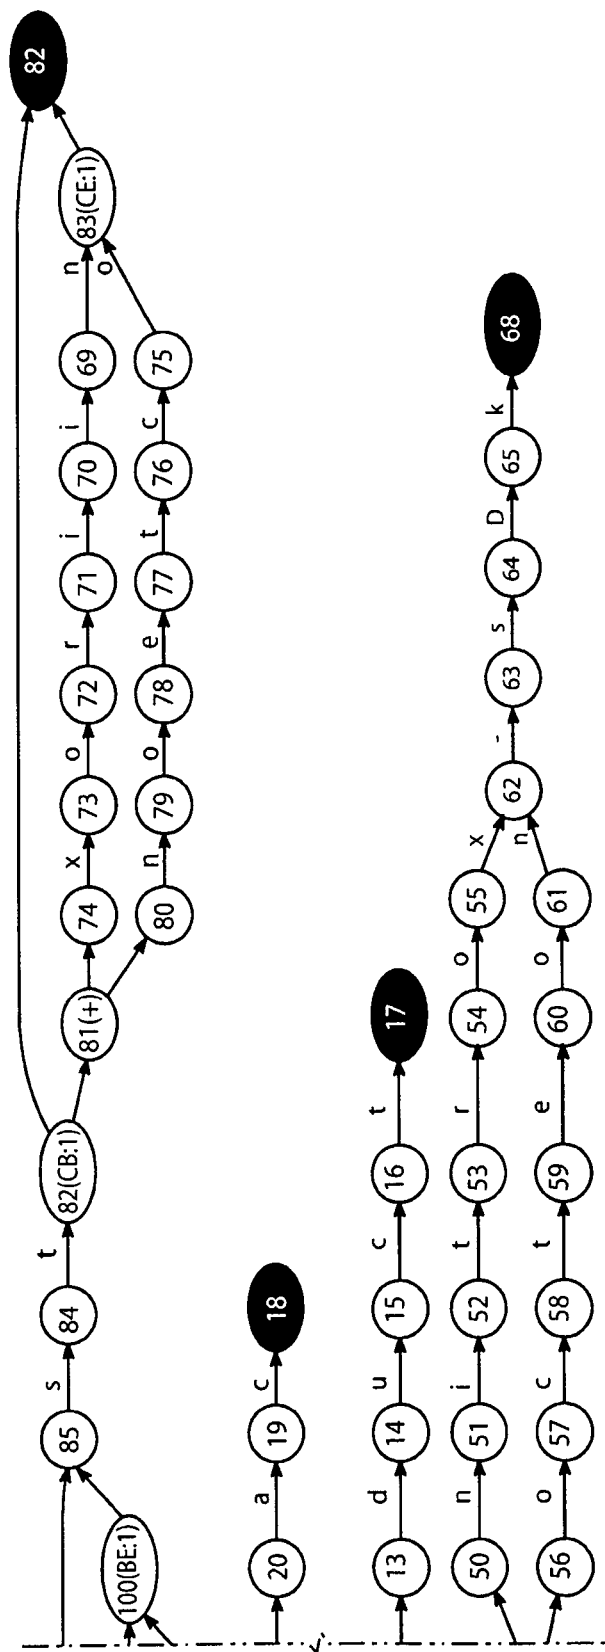 85 s 84 t 82(CB:1) 81(+) 74 x 73 o 72 r 71 i 70 i 69 n 83(CE:1) 82
100(BE:1) 80 n 79 o 78 e 77 t 76 c 75 o
20 a 19 c 18
13 d 14 u 15 c 16 t 17
50 n 51 i 52 t 53 r 54 o 55 x 62 - 63 s 64 D 65 k 68
56 o 57 c 58 t 59 e 60 o 61 n